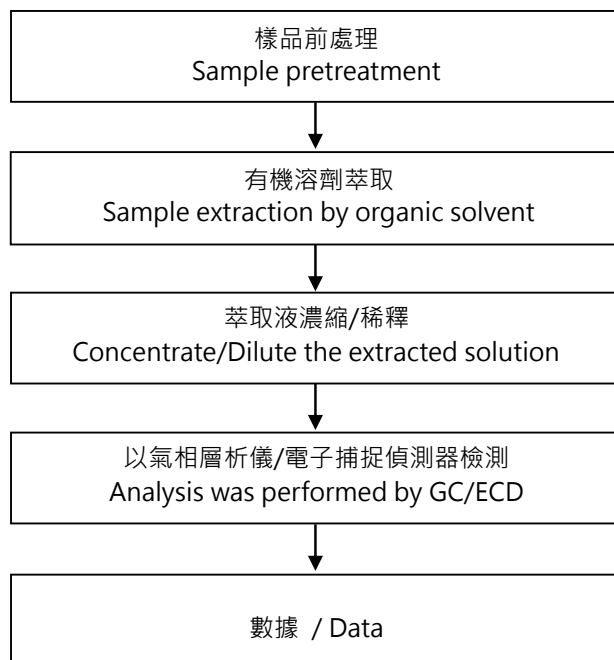 樣品前處理
Sample pretreatment
有機溶劑萃取
Sample extraction by organic solvent
萃取液濃縮/稀釋
Concentrate/Dilute the extracted solution
以氣相層析儀/電子捕捉偵測器檢測
Analysis was performed by GC/ECD
數據 / Data